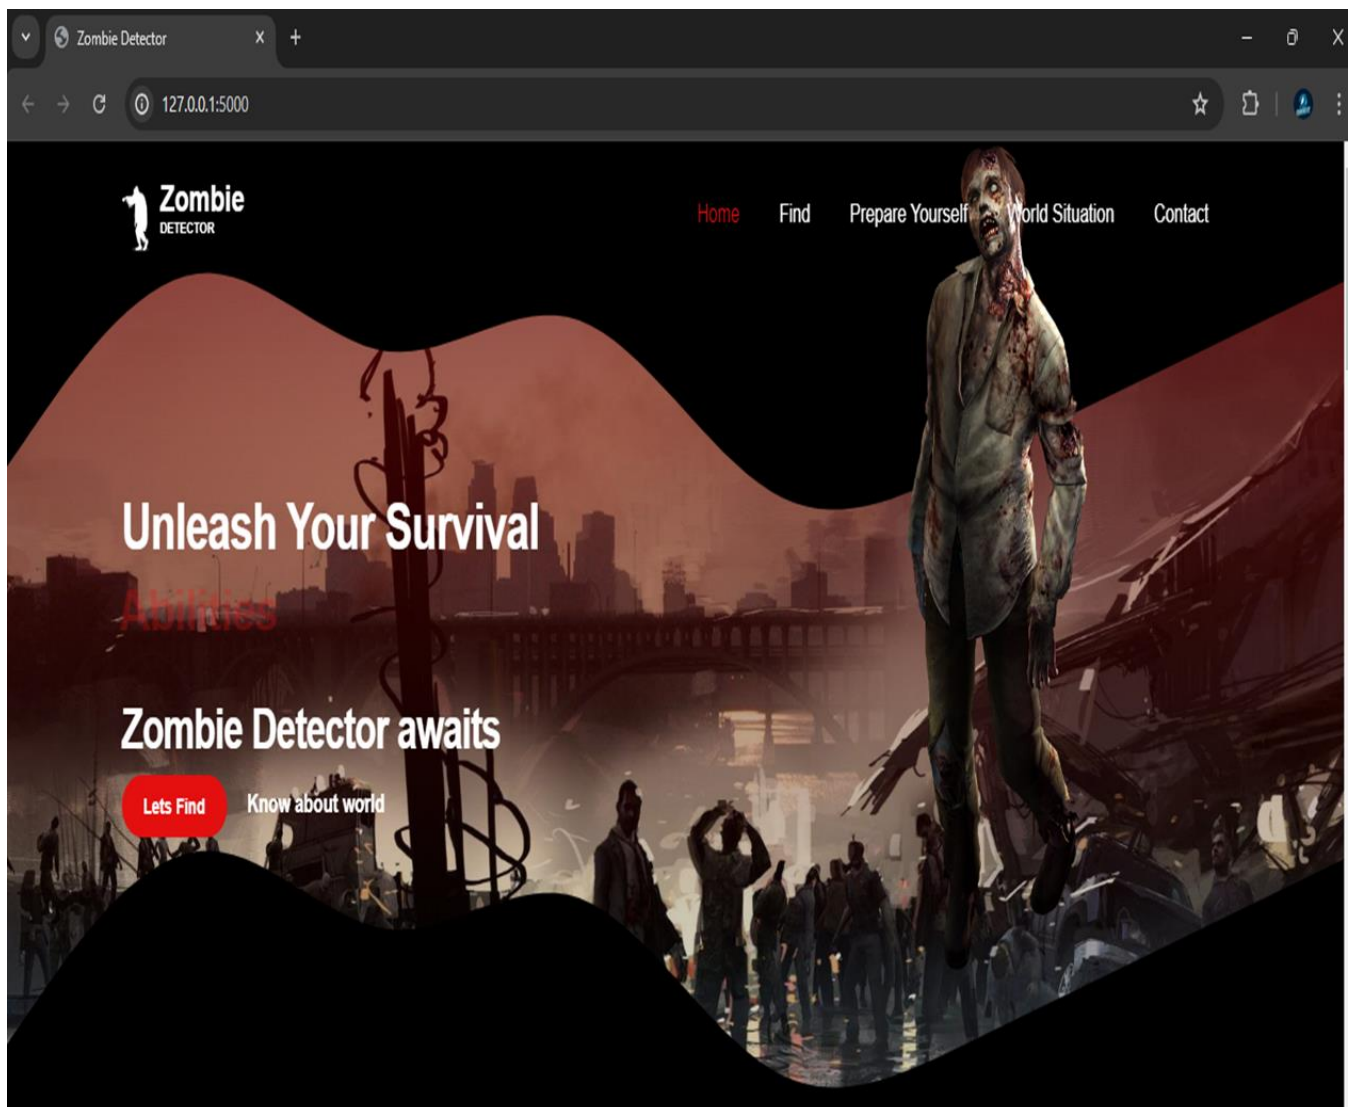 Zombie Detector
127.0.0.1:5000
Zombie
DETECTOR
Home Find Prepare Yourself World Situation Contact
Unleash Your Survival
Abilities
Zombie Detector awaits
Lets Find Know about world